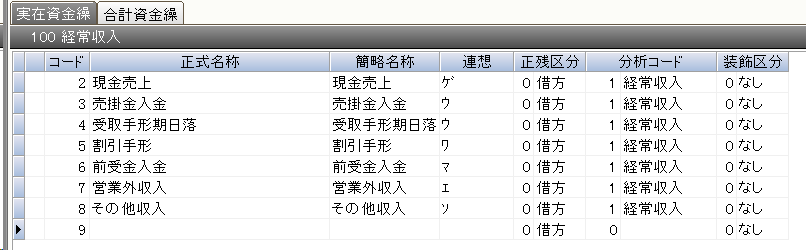 実在資金繰 合計資金繰
100 経常収入
コード 正式名称 簡略名称 連想 正残区分 分析コード 装飾区分
2 現金売上 現金売上 ｹﾞ 0 借方 1 経常収入 0 なし
3 売掛金入金 売掛金入金 ｳ 0 借方 1 経常収入 0 なし
4 受取手形期日落 受取手形期日落 ｳ 0 借方 1 経常収入 0 なし
5 割引手形 割引手形 ﾜ 0 借方 1 経常収入 0 なし
6 前受金入金 前受金入金 ﾏ 0 借方 1 経常収入 0 なし
7 営業外収入 営業外収入 ｴ 0 借方 1 経常収入 0 なし
8 その他収入 その他収入 ｿ 0 借方 1 経常収入 0 なし
9 0 借方 0 0 なし